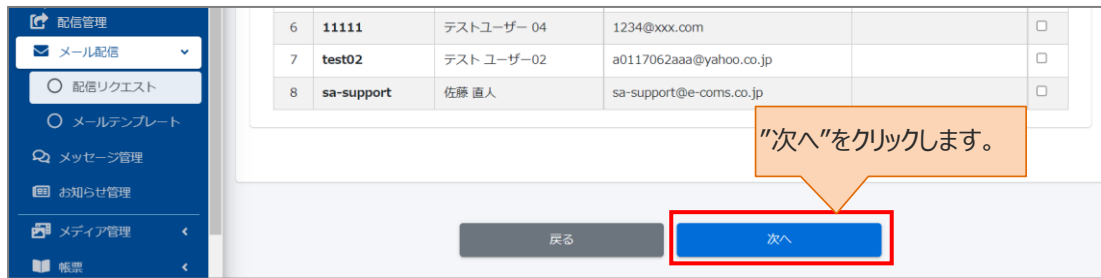 配信管理
メール配信
配信リクエスト
メールテンプレート
メッセージ管理
お知らせ管理
メディア管理
帳票
6 11111 テストユーザー 04 1234@xxx.com
7 test02 テスト ユーザー02 a0117062aaa@yahoo.co.jp
8 sa-support 佐藤 直人 sa-support@e-coms.co.jp
”次へ”をクリックします。
戻る 次へ